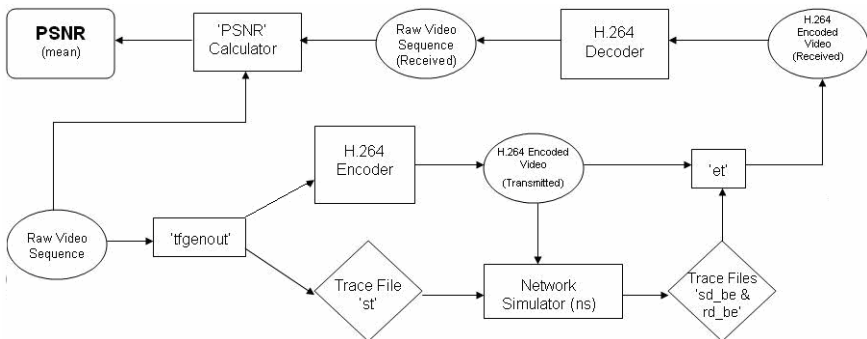 PSNR
(mean)
'PSNR'
Calculator
Raw Video
Sequence
(Received)
H.264
Decoder
H.264
Encoded
Video
(Received)
H.264
Encoder
H.264 Encoded
Video
(Transmitted)
'et'
Raw Video
Sequence
'tfgenout'
Trace File
'st'
Network
Simulator (ns)
Trace Files
'sd_be &
rd_be'